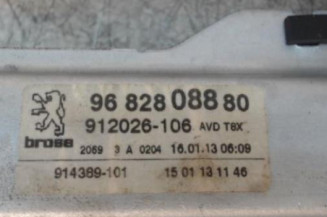 96 828 088 80
912026-106 AVD T6X
brose 2069 3 A 0204 16.01.13 06:09
914389-101 15 01 13 11 46